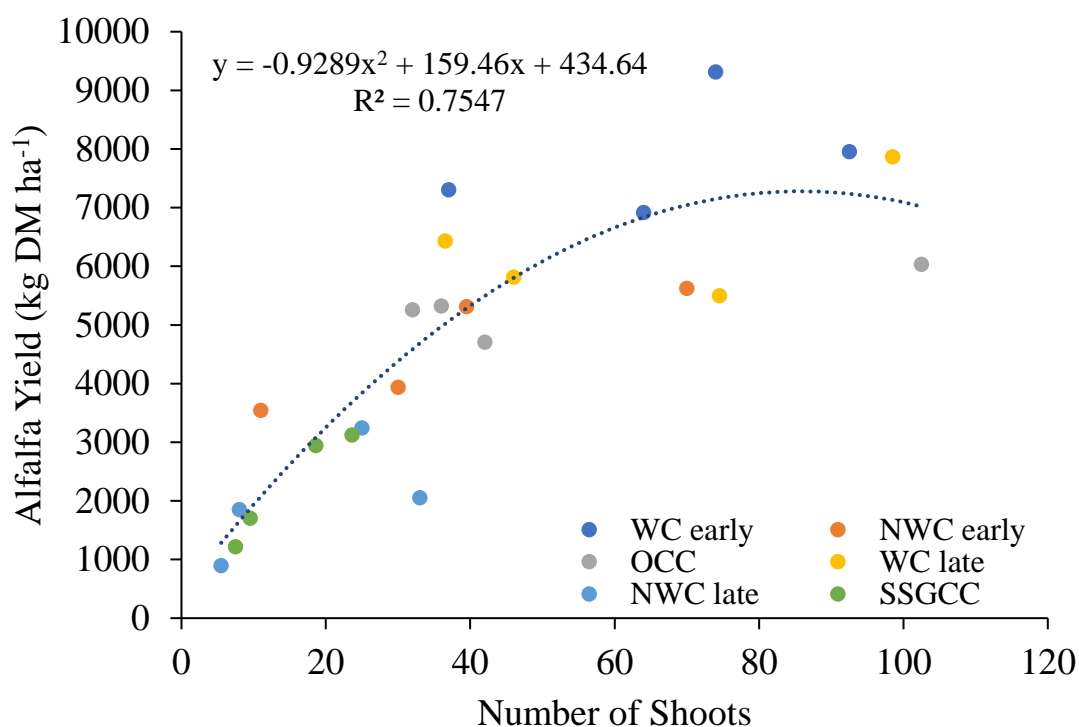 y = -0.9289x² + 159.46x + 434.64
R² = 0.7547
Alfalfa Yield (kg DM ha⁻¹)
10000
9000
8000
7000
6000
5000
4000
3000
2000
1000
0
WC early
NWC early
OCC
WC late
NWC late
SSGCC
0 20 40 60 80 100 120
Number of Shoots